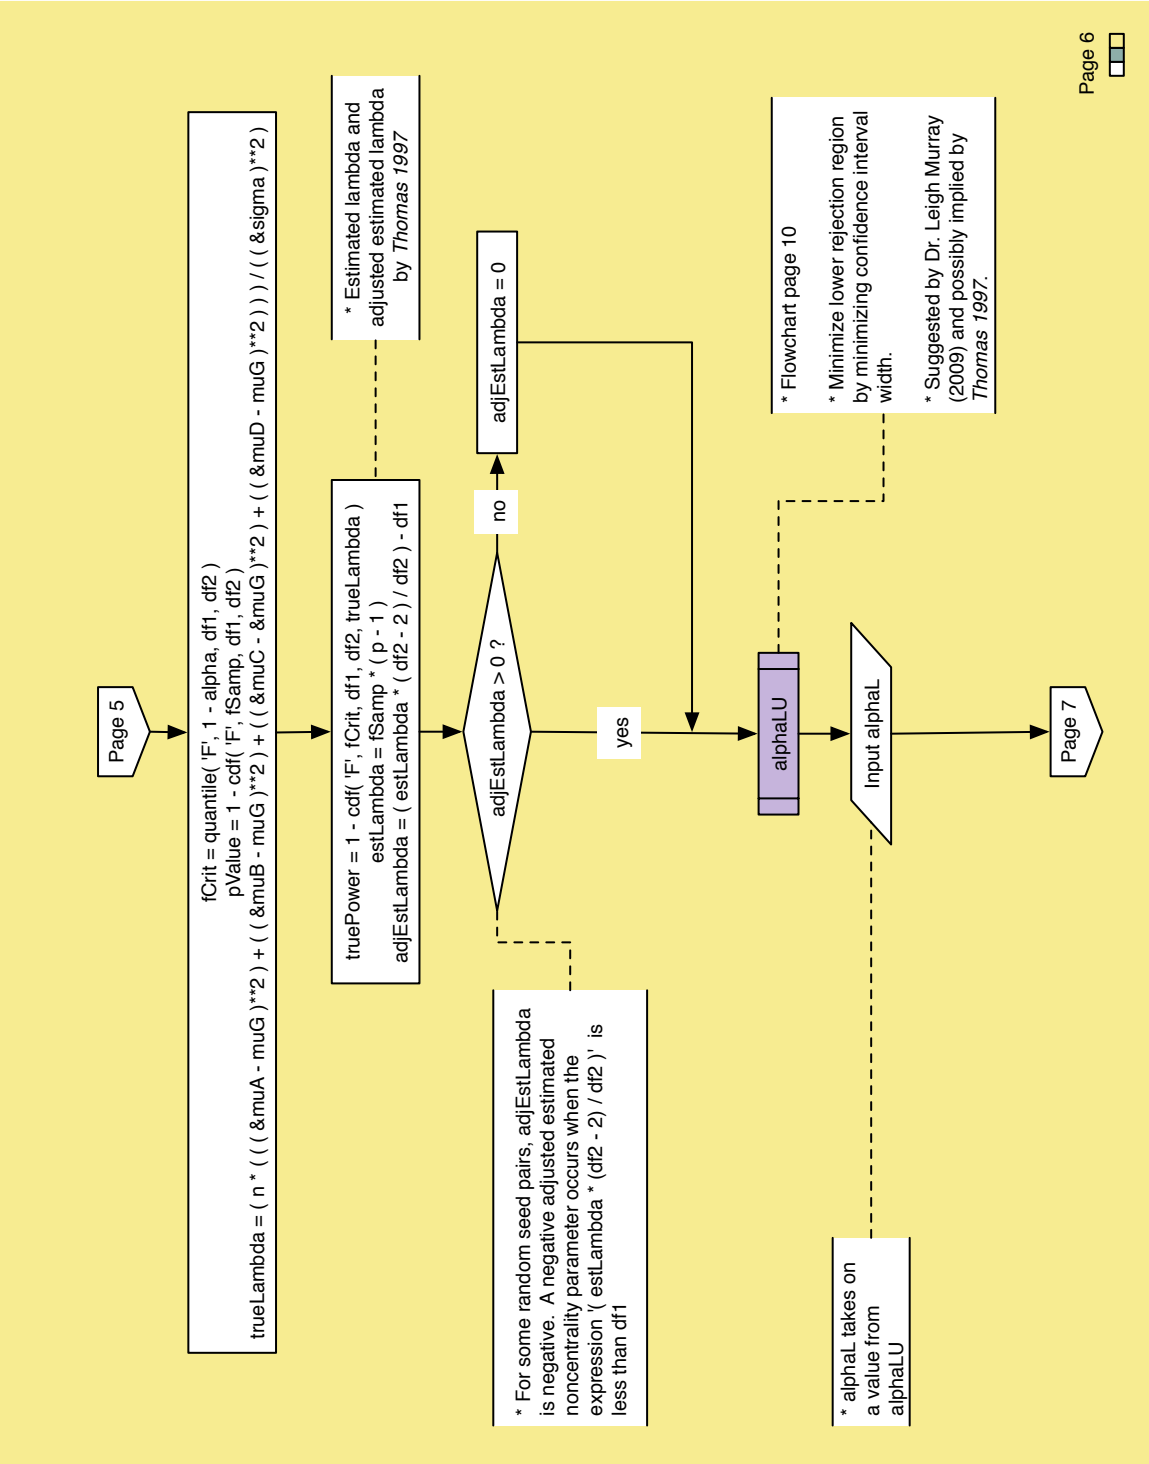 Page 6
Page 5
fCrit = quantile( 'F', 1 - alpha, df1, df2 )
pValue = 1 - cdf( 'F', fSamp, df1, df2 )
trueLambda = ( n * ( ( ( &muA - muG )**2 ) + ( ( &muB - muG )**2 ) + ( ( &muC - &muG )**2 ) + ( ( &muD - muG )**2 ) ) ) / ( ( &sigma )**2 )
truePower = 1 - cdf( 'F', fCrit, df1, df2, trueLambda )
estLambda = fSamp * ( p - 1 )
adjEstLambda = ( estLambda * ( df2 - 2 ) / df2 ) - df1
* Estimated lambda and
adjusted estimated lambda
by Thomas 1997
adjEstLambda > 0 ?
no
adjEstLambda = 0
yes
* For some random seed pairs, adjEstLambda
is negative. A negative adjusted estimated
noncentrality parameter occurs when the
expression '( estLambda * (df2 - 2) / df2 )' is
less than df1
alphaLU
* Flowchart page 10
* Minimize lower rejection region
by minimizing confidence interval
width.
* Suggested by Dr. Leigh Murray
(2009) and possibly implied by
Thomas 1997.
Input alphaL
* alphaL takes on
a value from
alphaLU
Page 7